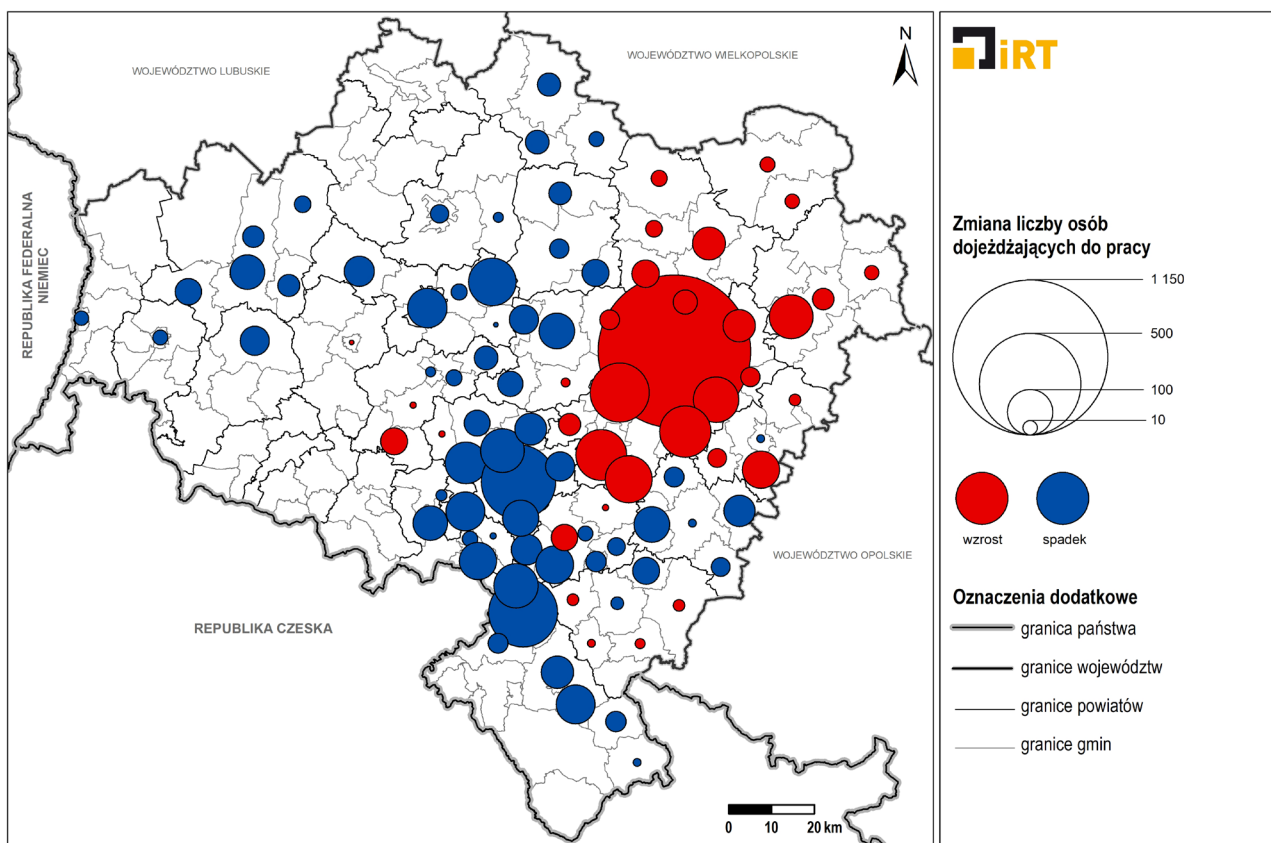 WOJEWÓDZTWO LUBUSKIE
WOJEWÓDZTWO WIELKOPOLSKIE
N
REPUBLIKA FEDERALNA
NIEMIEC
WOJEWÓDZTWO OPOLSKIE
REPUBLIKA CZESKA
0 10 20 km
iRT
Zmiana liczby osób
dojeżdżających do pracy
1 150
500
100
10
wzrost
spadek
Oznaczenia dodatkowe
granica państwa
granice województw
granice powiatów
granice gmin